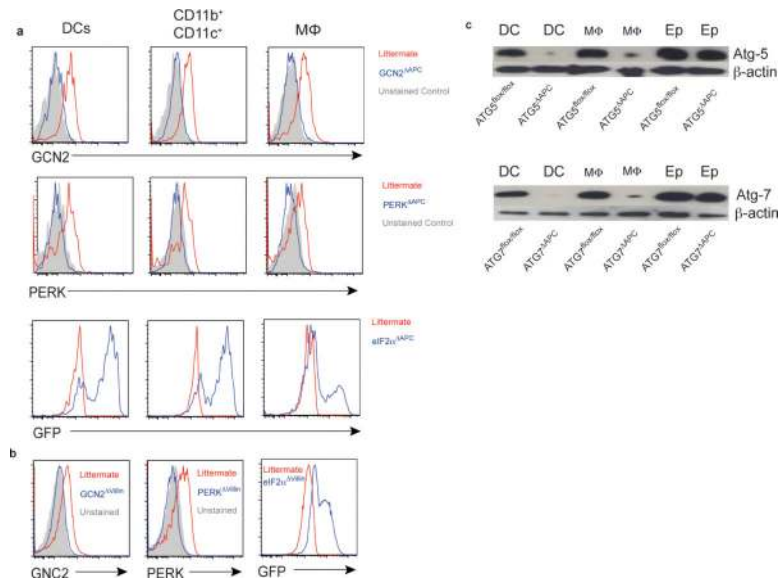 a
DCs
CD11b+
CD11c+
MΦ
Littermate
GCN2ΔAPC
Unstained Control
GCN2
Littermate
PERKΔAPC
Unstained Control
PERK
Littermate
eIF2αΔAPC
GFP
b
Littermate
GCN2ΔVillin
Unstained
GNC2
Littermate
PERKΔVillin
Unstained
PERK
Littermate
eIF2αΔVillin
GFP
c
DC DC MΦ MΦ Ep Ep
Atg-5
β-actin
ATG5flox/flox ATG5ΔAPC ATG5flox/flox ATG5ΔAPC ATG5flox/flox ATG5ΔAPC
DC DC MΦ MΦ Ep Ep
Atg-7
β-actin
ATG7flox/flox ATG7ΔAPC ATG7flox/flox ATG7ΔAPC ATG7flox/flox ATG7ΔAPC